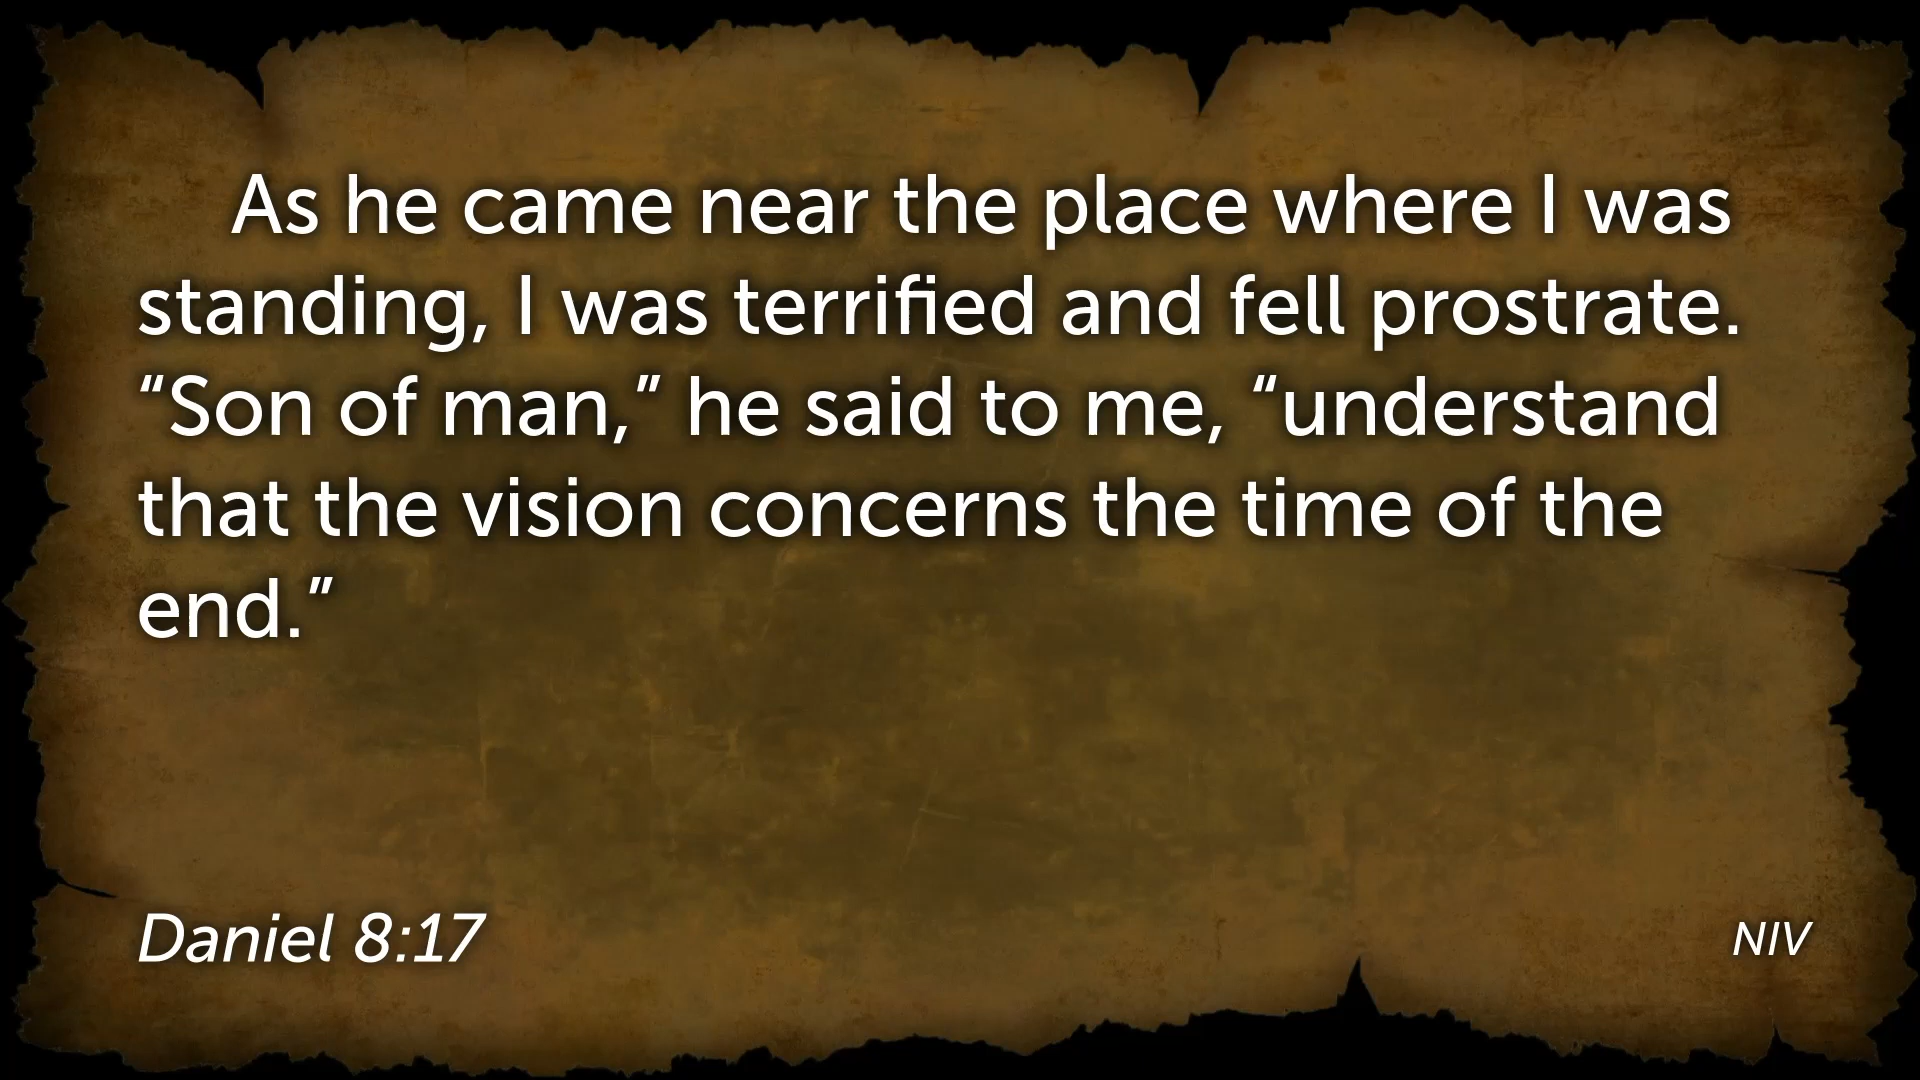 As he came near the place where I was
standing, I was terrified and fell prostrate.
“Son of man,” he said to me, “understand
that the vision concerns the time of the
end.”
Daniel 8:17
NIV